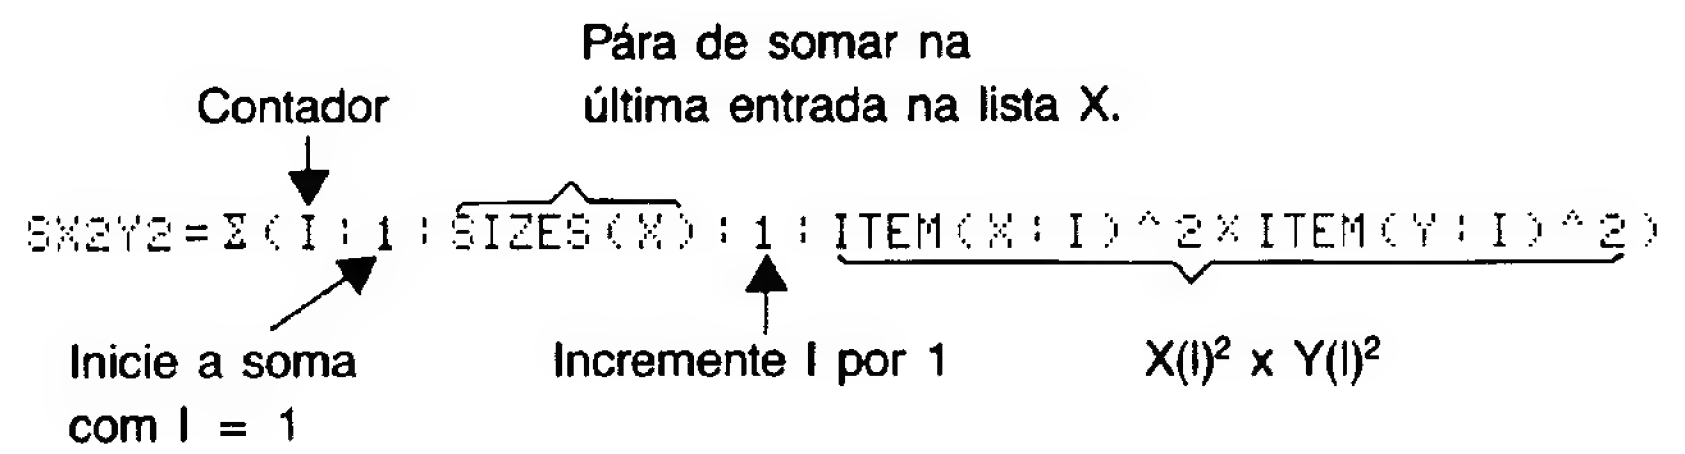 Pára de somar na
Contador
última entrada na lista X.
SX2Y2=Σ(I:1:SIZES(X):1:ITEM(X:I)^2×ITEM(Y:I)^2)
Inicie a soma
com I = 1
Incremente I por 1
X(I)² x Y(I)²